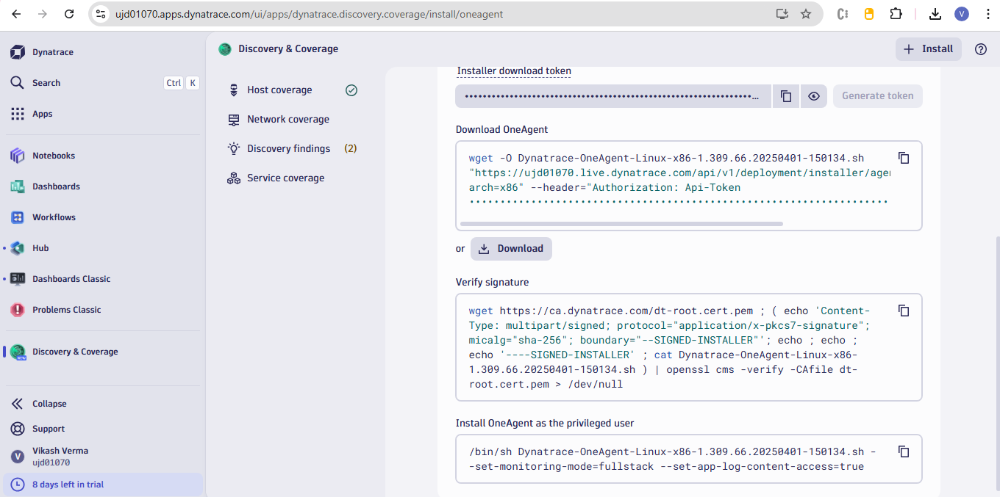 ujd01070.apps.dynatrace.com/ui/apps/dynatrace.discovery.coverage/install/oneagent
V
Dynatrace
Search
Ctrl K
Apps
Notebooks
Dashboards
Workflows
Hub
Dashboards Classic
Problems Classic
Discovery & Coverage
NEW
Collapse
Support
V
Vikash Verma
ujd01070
8 days left in trial
Discovery & Coverage
Install
Host coverage
Network coverage
Discovery findings (2)
Service coverage
Installer download token
••••••••••••••••••••••••••••••••••••••••••••••••••••••••••••••••...
Generate token
Download OneAgent
wget -O Dynatrace-OneAgent-Linux-x86-1.309.66.20250401-150134.sh
"https://ujd01070.live.dynatrace.com/api/v1/deployment/installer/agen
arch=x86" --header="Authorization: Api-Token
•••••••••••••••••••••••••••••••••••••••••••••••••••••••••••••••••••••
or
Download
Verify signature
wget https://ca.dynatrace.com/dt-root.cert.pem ; ( echo 'Content-
Type: multipart/signed; protocol="application/x-pkcs7-signature";
micalg="sha-256"; boundary="--SIGNED-INSTALLER"'; echo ; echo ;
echo '----SIGNED-INSTALLER' ; cat Dynatrace-OneAgent-Linux-x86-
1.309.66.20250401-150134.sh ) | openssl cms -verify -CAfile dt-
root.cert.pem > /dev/null
Install OneAgent as the privileged user
/bin/sh Dynatrace-OneAgent-Linux-x86-1.309.66.20250401-150134.sh -
-set-monitoring-mode=fullstack --set-app-log-content-access=true